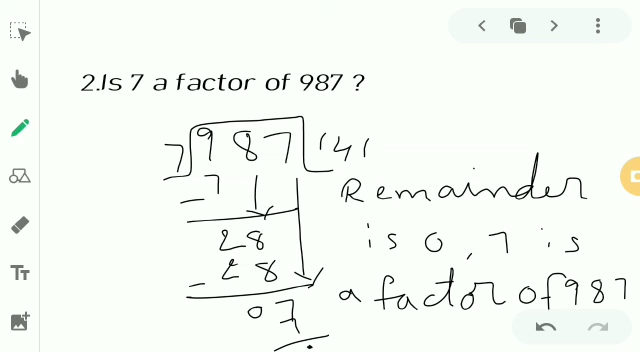 2.Is 7 a factor of 987 ?
7 987 141
- 7
28
- 28
07
Remainder
is 0, 7 is
a factor of 987
Tт